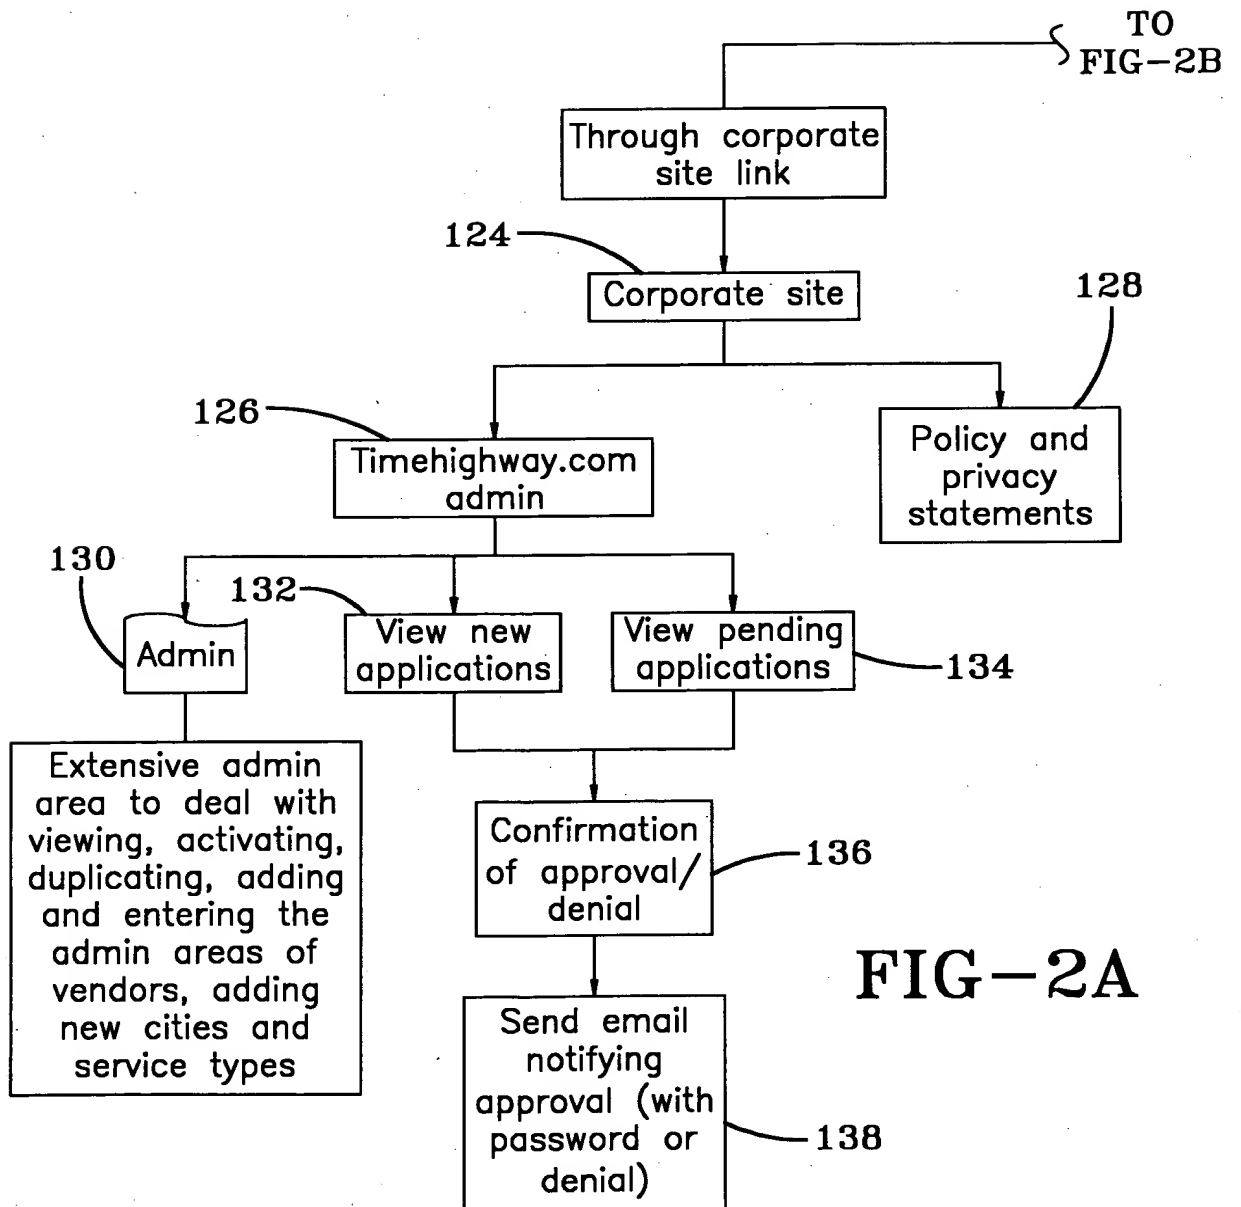 TO
FIG-2B
Through corporate
site link
124
Corporate site
128
126
Timehighway.com
admin
Policy and
privacy
statements
130
132
Admin
View new
applications
View pending
applications
134
Extensive admin
area to deal with
viewing, activating,
duplicating, adding
and entering the
admin areas of
vendors, adding
new cities and
service types
Confirmation
of approval/
denial
136
FIG-2A
Send email
notifying
approval (with
password or
denial)
138